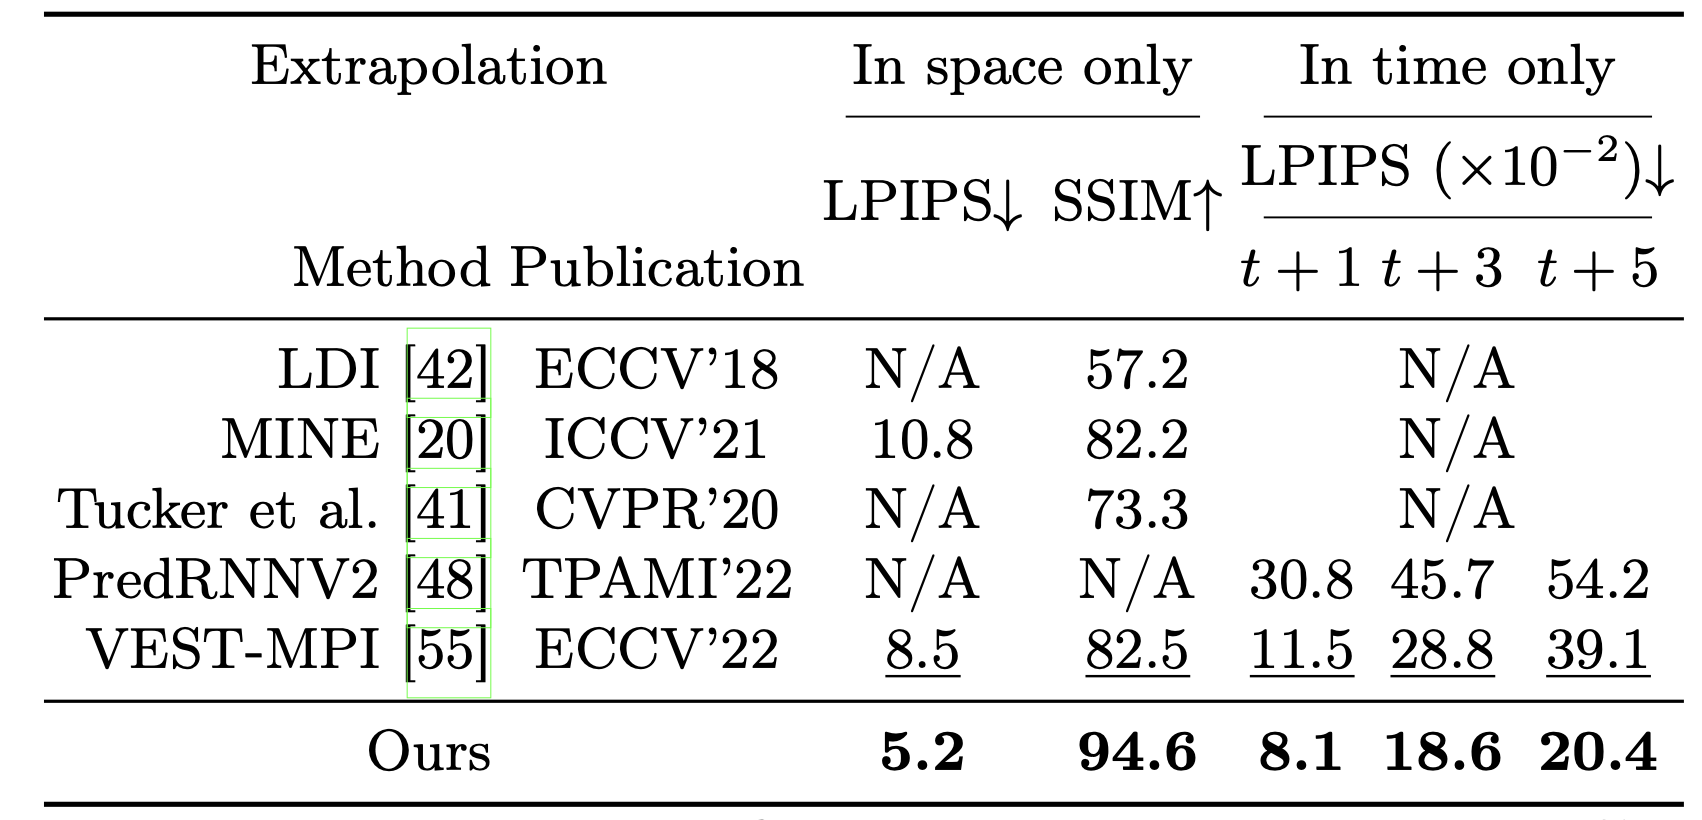 Extrapolation In space only In time only
LPIPS (×10⁻²)↓
LPIPS↓ SSIM↑
Method Publication t + 1 t + 3 t + 5
LDI [42] ECCV'18 N/A 57.2 N/A
MINE [20] ICCV'21 10.8 82.2 N/A
Tucker et al. [41] CVPR'20 N/A 73.3 N/A
PredRNNV2 [48] TPAMI'22 N/A N/A 30.8 45.7 54.2
VEST-MPI [55] ECCV'22 8.5 82.5 11.5 28.8 39.1
Ours 5.2 94.6 8.1 18.6 20.4